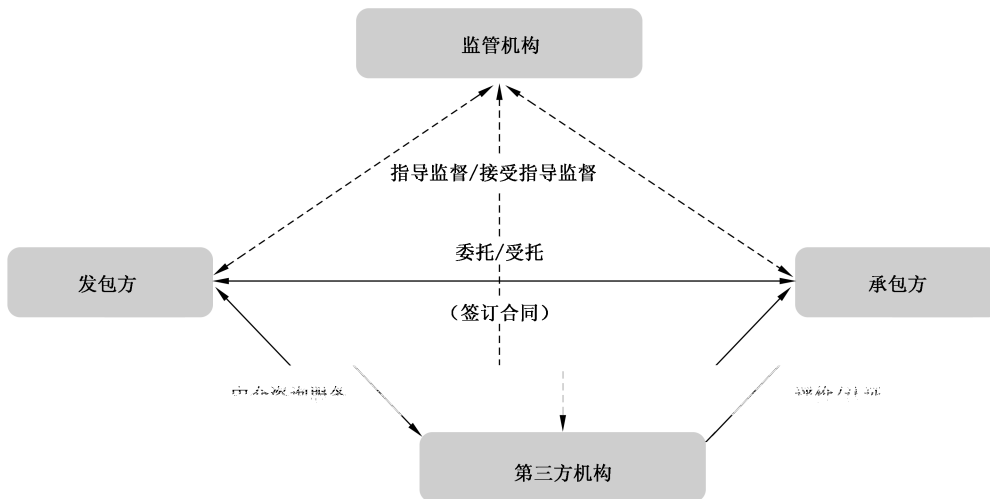 监管机构
指导监督/接受指导监督
委托/受托
发包方
承包方
（签订合同）
第三方机构